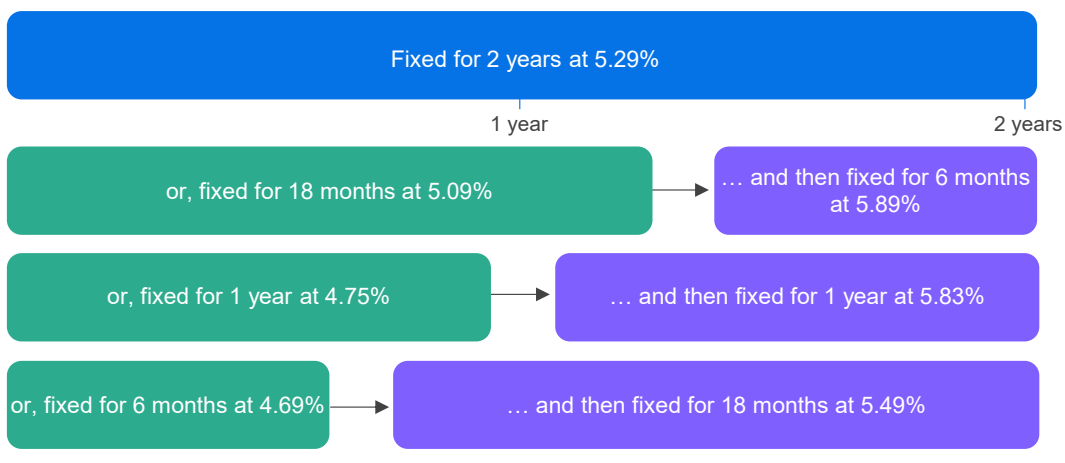 Fixed for 2 years at 5.29%
1 year
2 years
or, fixed for 18 months at 5.09%
… and then fixed for 6 months
at 5.89%
or, fixed for 1 year at 4.75%
… and then fixed for 1 year at 5.83%
or, fixed for 6 months at 4.69%
… and then fixed for 18 months at 5.49%